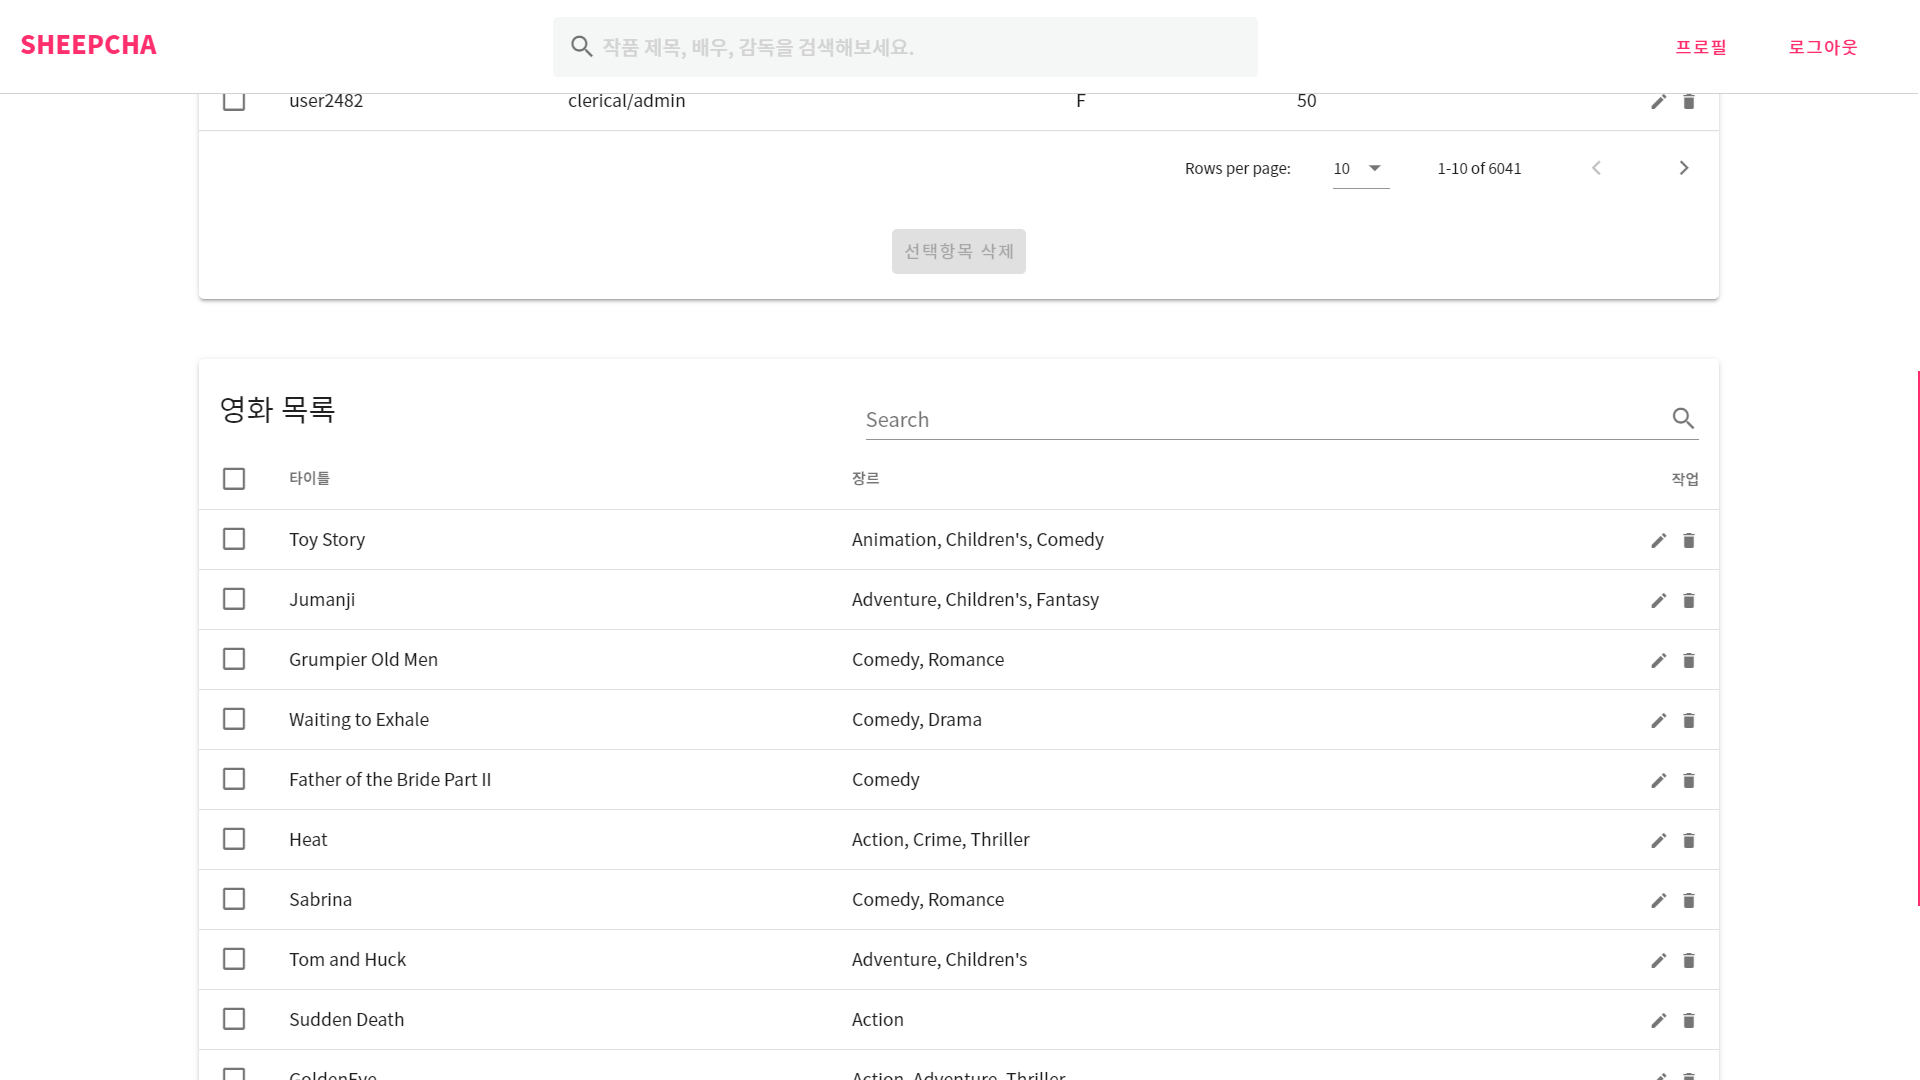 SHEEPCHA
작품 제목, 배우, 감독을 검색해보세요.
프로필
로그아웃
user2482 clerical/admin F 50
Rows per page: 10 1-10 of 6041
선택항목 삭제
영화 목록
Search
타이틀 장르 작업
Toy Story Animation, Children's, Comedy
Jumanji Adventure, Children's, Fantasy
Grumpier Old Men Comedy, Romance
Waiting to Exhale Comedy, Drama
Father of the Bride Part II Comedy
Heat Action, Crime, Thriller
Sabrina Comedy, Romance
Tom and Huck Adventure, Children's
Sudden Death Action
GoldenEye Action, Adventure, Thriller